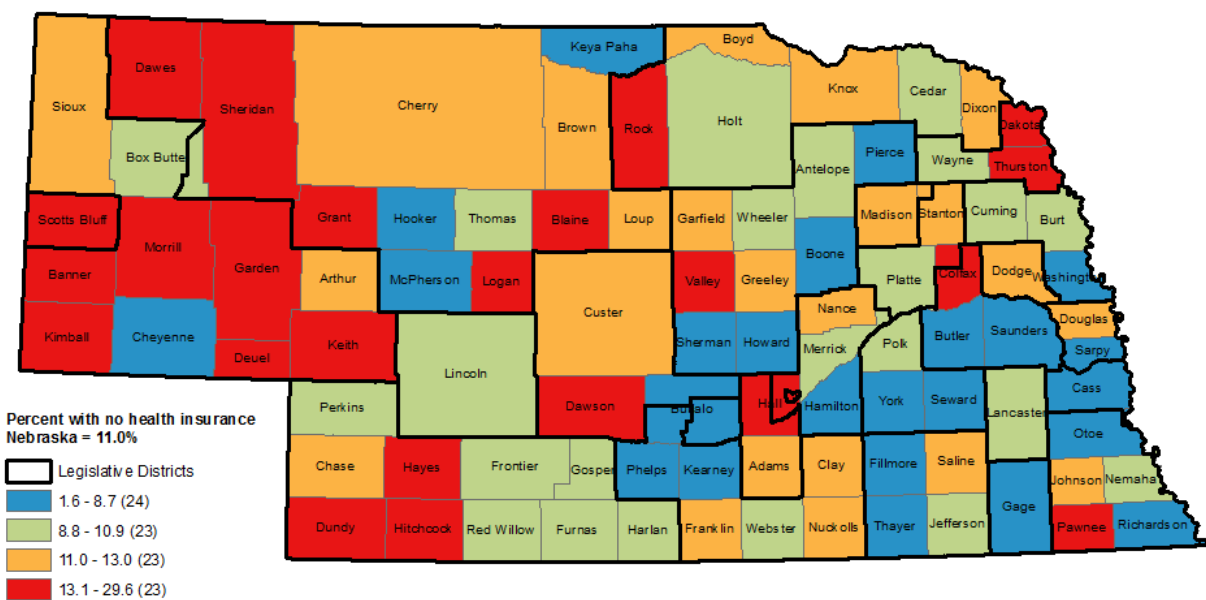 Keya Paha
Boyd
Dawes
Sheridan
Sioux
Cherry
Brown
Rock
Holt
Knox
Cedar
Dixon
Dakota
Box Butte
Antelope
Pierce
Wayne
Thurston
Scotts Bluff
Grant
Hooker
Thomas
Blaine
Loup
Garfield
Wheeler
Madison
Stanton
Cuming
Burt
Morrill
Garden
Boone
Banner
Arthur
McPherson
Logan
Valley
Greeley
Platte
Colfax
Dodge
Washington
Custer
Nance
Douglas
Kimball
Cheyenne
Deuel
Keith
Sherman
Howard
Merrick
Polk
Butler
Saunders
Sarpy
Lincoln
Perkins
Dawson
Buffalo
Hall
Hamilton
York
Seward
Lancaster
Cass
Otoe
Chase
Hayes
Frontier
Gosper
Phelps
Kearney
Adams
Clay
Fillmore
Saline
Johnson
Nemaha
Gage
Dundy
Hitchcock
Red Willow
Furnas
Harlan
Franklin
Webster
Nuckolls
Thayer
Jefferson
Pawnee
Richardson
Percent with no health insurance
Nebraska = 11.0%
Legislative Districts
1.6 - 8.7 (24)
8.8 - 10.9 (23)
11.0 - 13.0 (23)
13.1 - 29.6 (23)